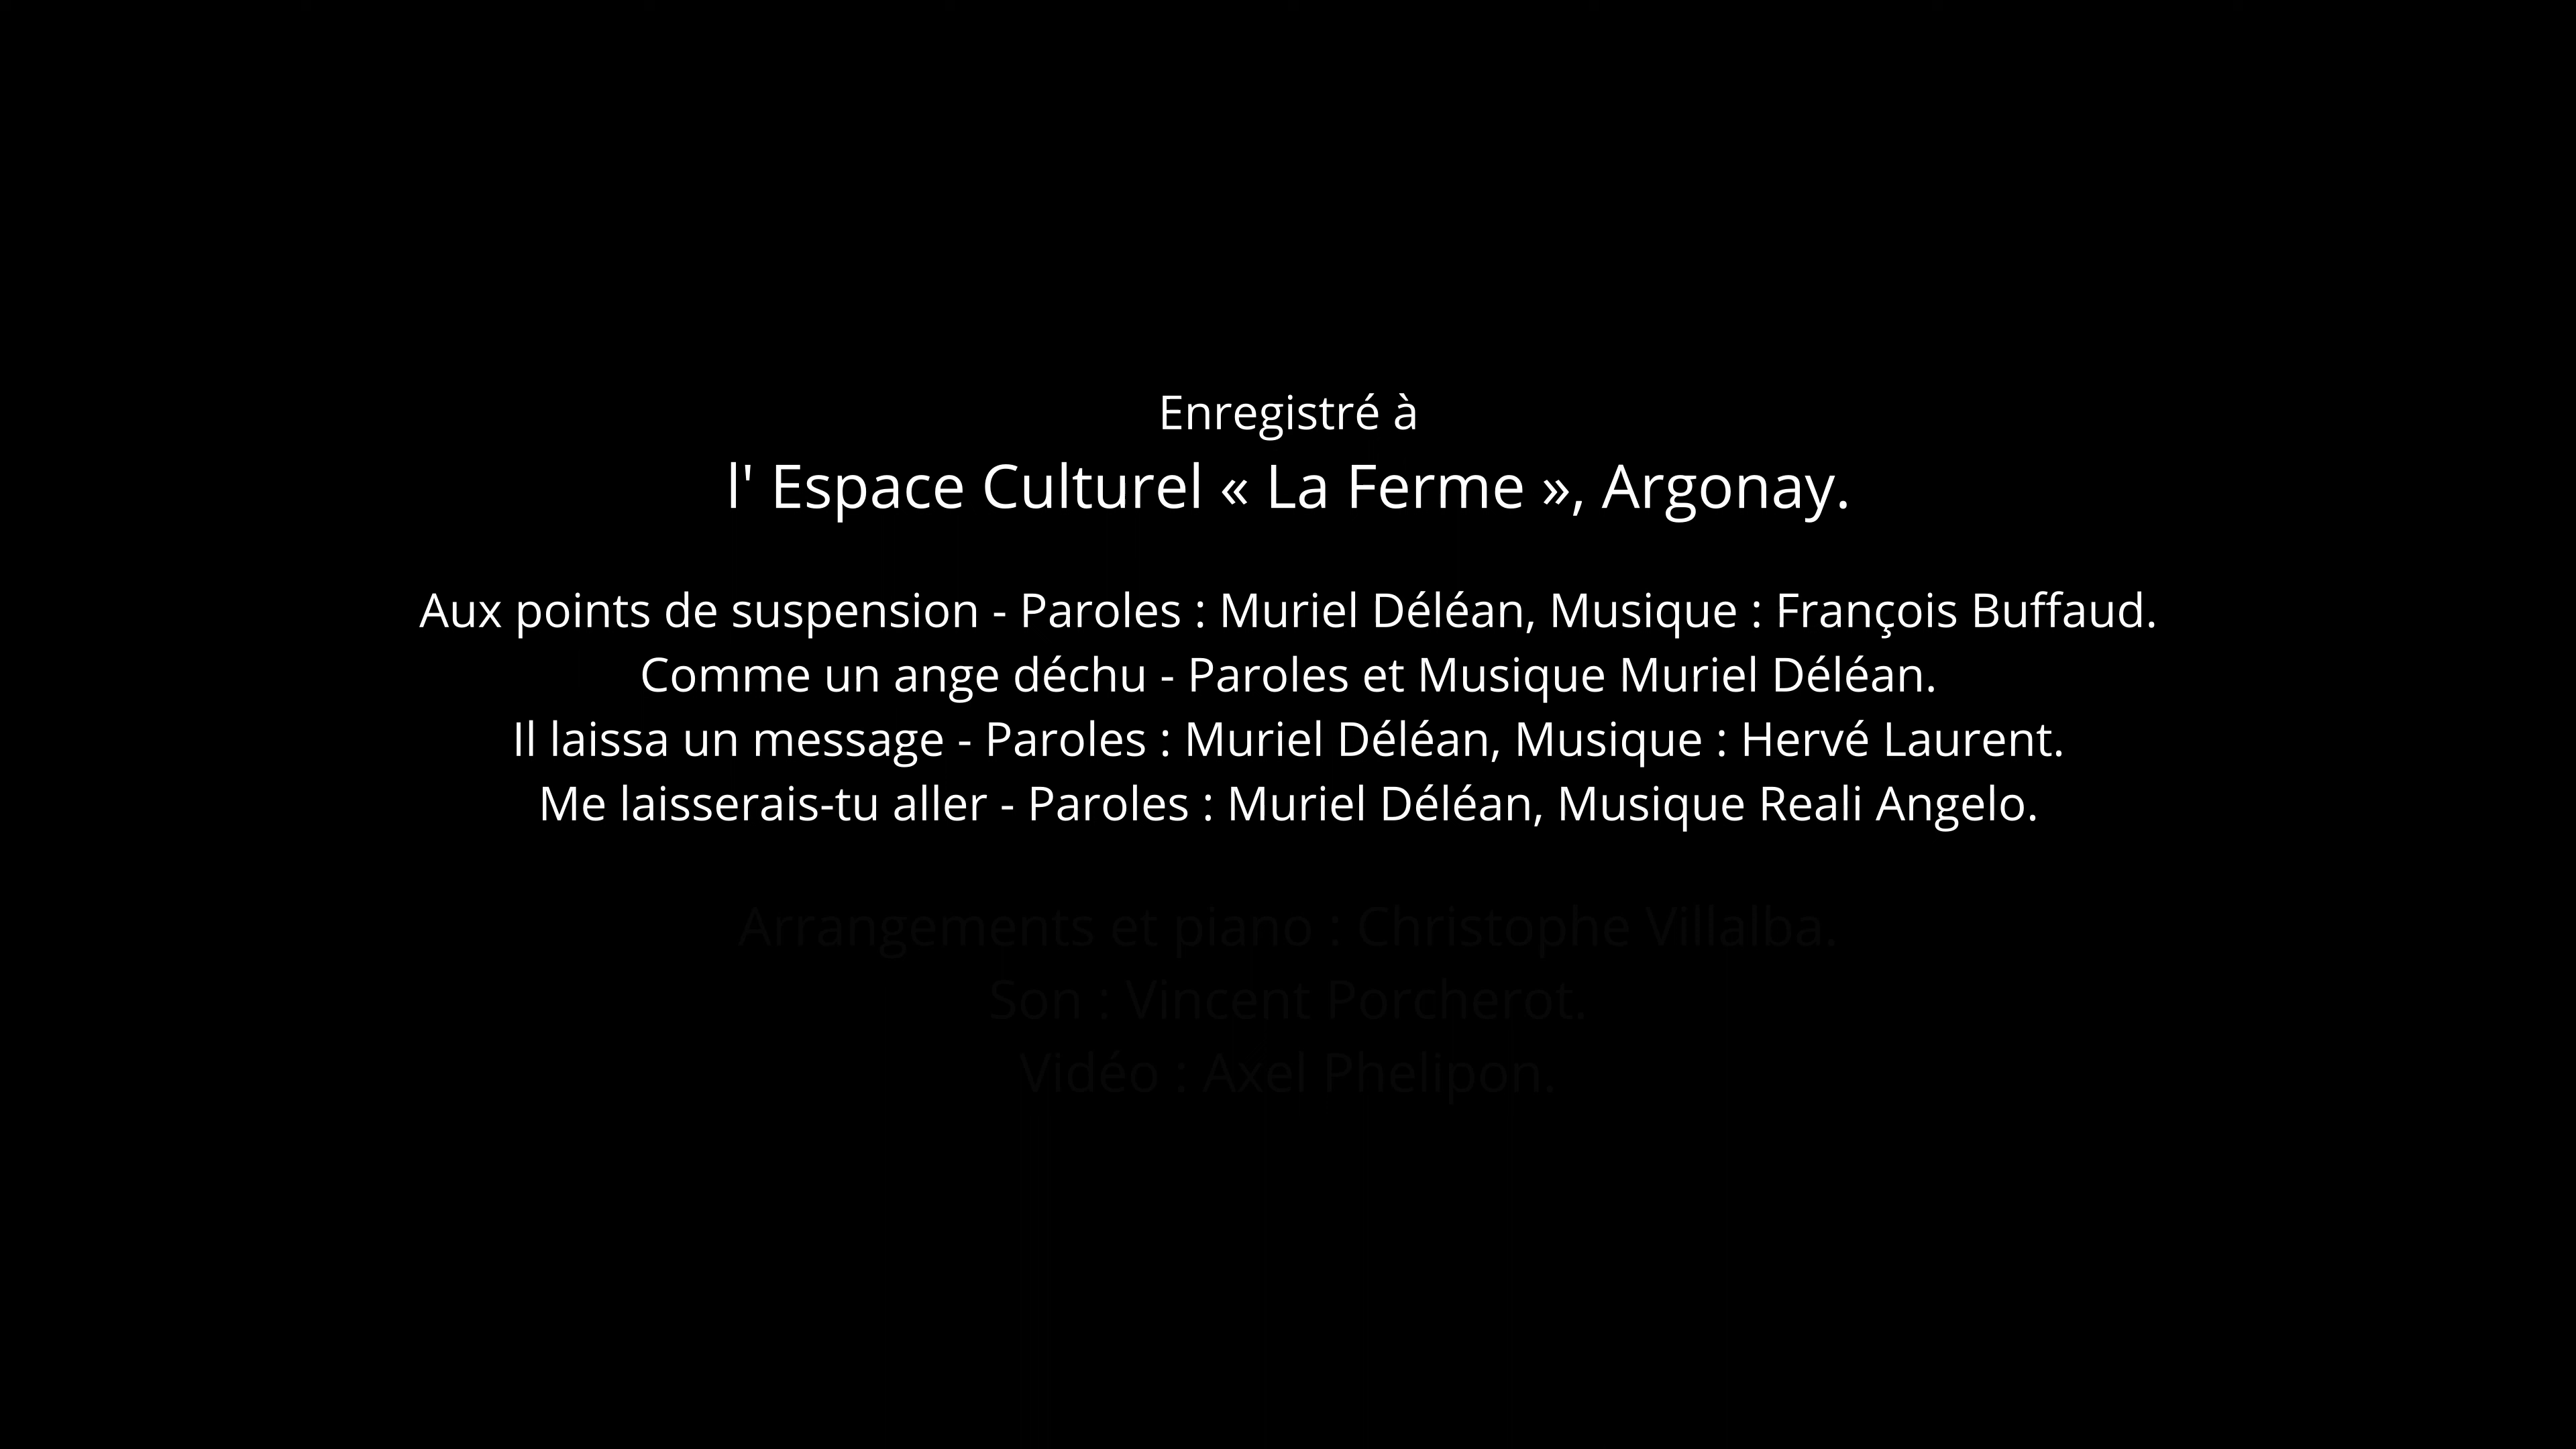 Enregistré à
l' Espace Culturel « La Ferme », Argonay.
Aux points de suspension - Paroles : Muriel Déléan, Musique : François Buffaud.
Comme un ange déchu - Paroles et Musique Muriel Déléan.
Il laissa un message - Paroles : Muriel Déléan, Musique : Hervé Laurent.
Me laisserais-tu aller - Paroles : Muriel Déléan, Musique Reali Angelo.
Arrangements et piano : Christophe Villalba.
Son : Vincent Porcherot.
Vidéo : Axel Phelipon.